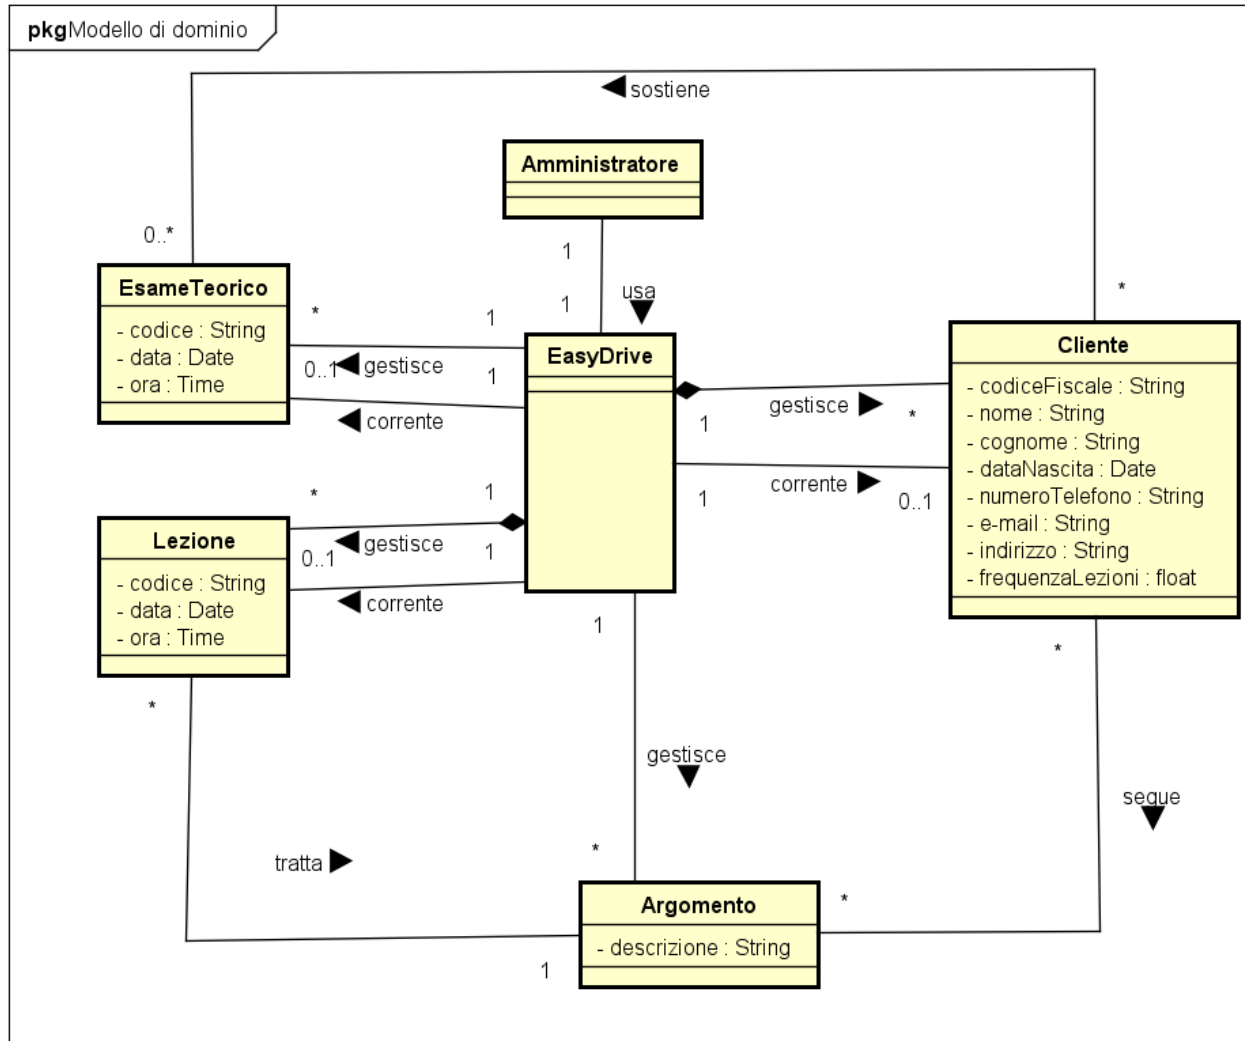 pkg Modello di dominio
sostiene
Amministratore
0..*
1
EsameTeorico
- codice : String
- data : Date
- ora : Time
*
1
1
usa
*
gestisce
0..1
1
corrente
EasyDrive
Cliente
- codiceFiscale : String
- nome : String
- cognome : String
- dataNascita : Date
- numeroTelefono : String
- e-mail : String
- indirizzo : String
- frequenzaLezioni : float
gestisce
1
*
corrente
1
0..1
*
1
Lezione
- codice : String
- data : Date
- ora : Time
gestisce
0..1
1
corrente
1
*
*
gestisce
segue
tratta
*
*
Argomento
- descrizione : String
1